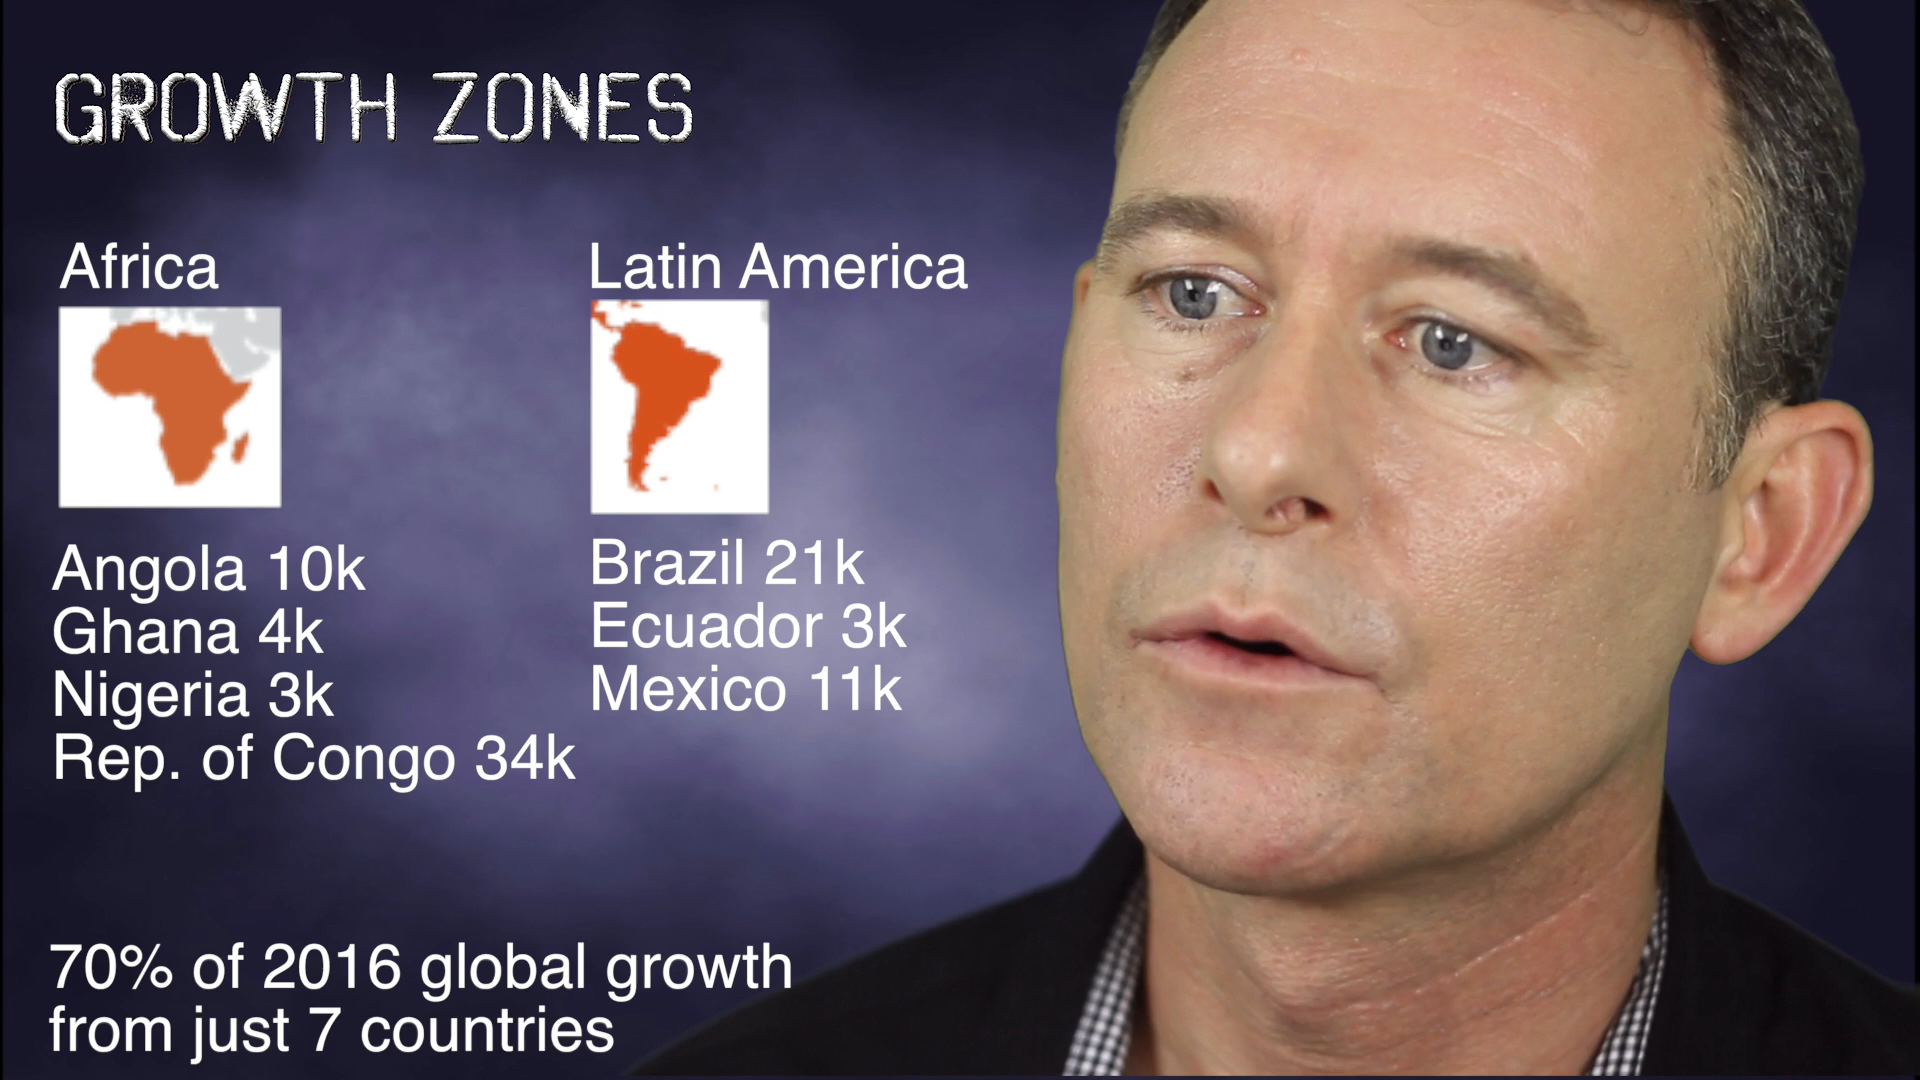 GROWTH ZONES
Africa
Angola 10k
Ghana 4k
Nigeria 3k
Rep. of Congo 34k
Latin America
Brazil 21k
Ecuador 3k
Mexico 11k
70% of 2016 global growth
from just 7 countries